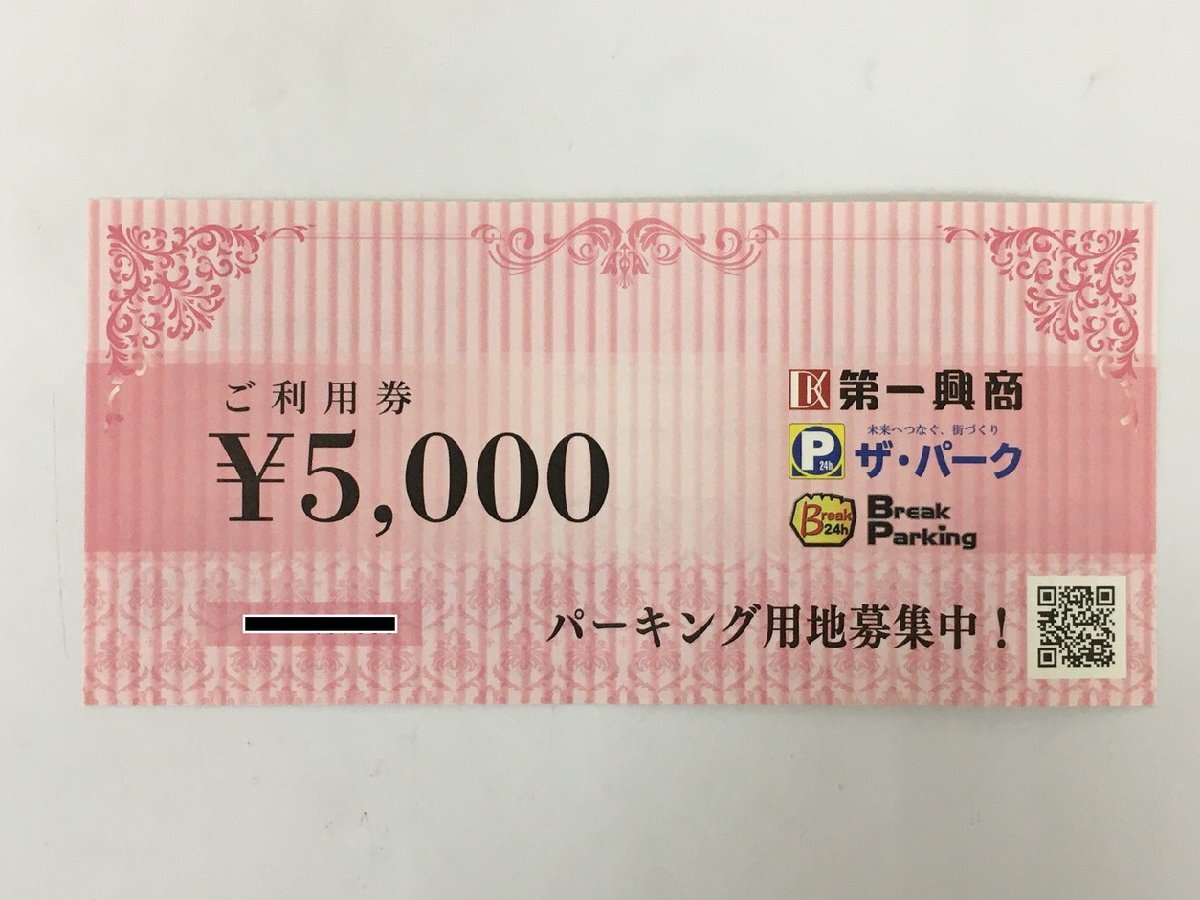 ご利用券
¥5,000
DK 第一興商
未来へつなぐ、街づくり
P 24h ザ・パーク
Break 24h Break Parking
パーキング用地募集中!